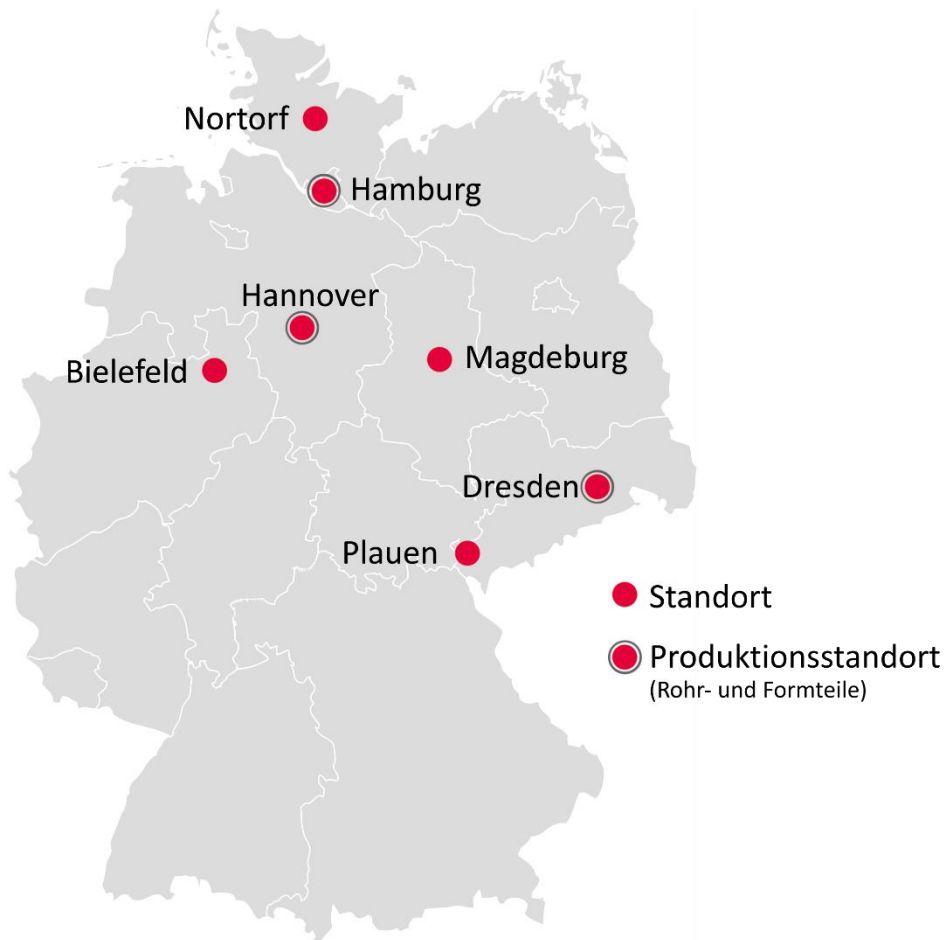 Nortorf
Hamburg
Hannover
Bielefeld
Magdeburg
Dresden
Plauen
Standort
Produktionsstandort
(Rohr- und Formteile)